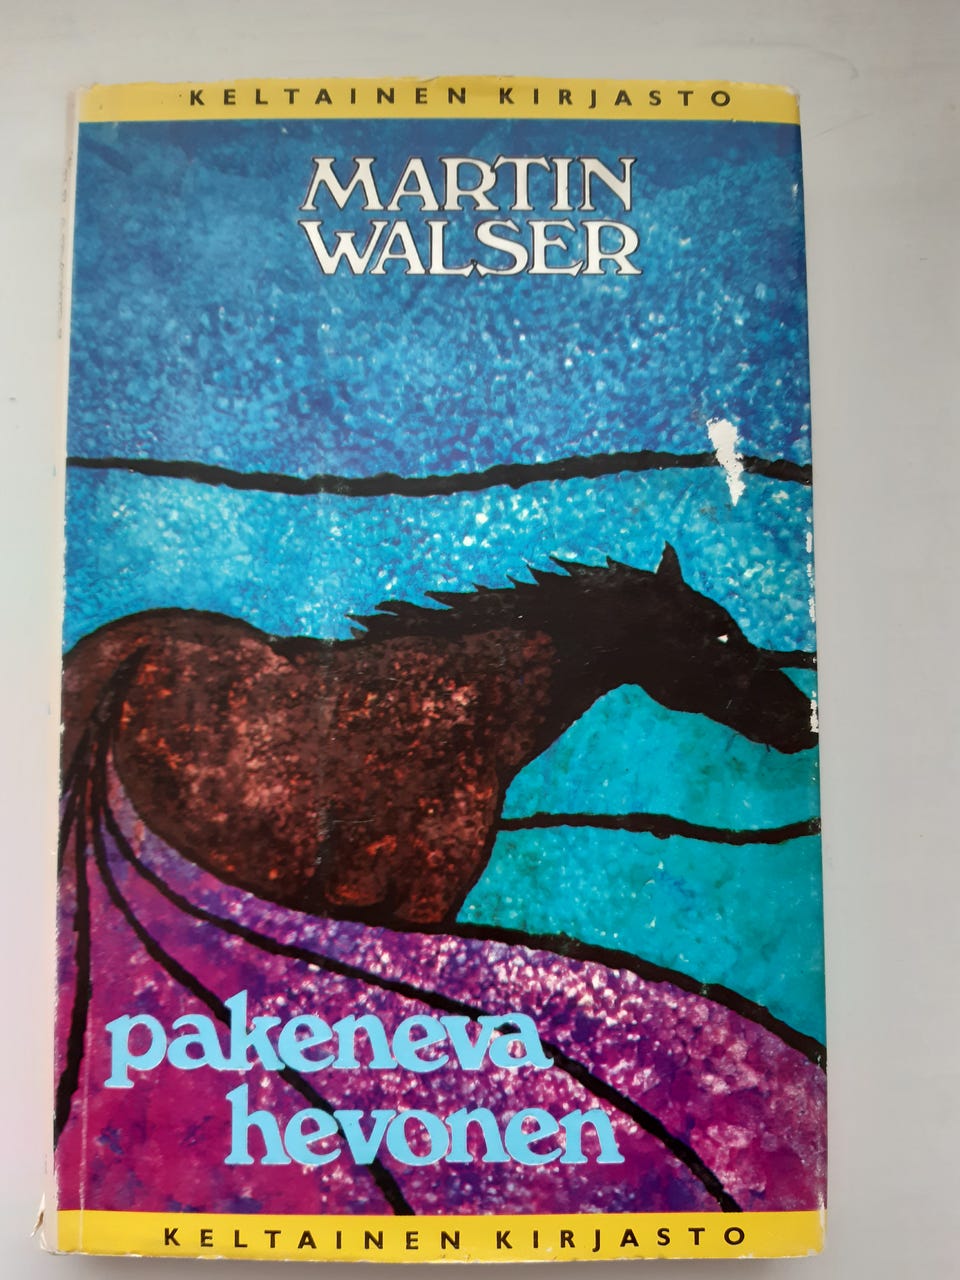 KELTAINEN KIRJASTO
MARTIN
WALSER
pakeneva
hevonen
KELTAINEN KIRJASTO